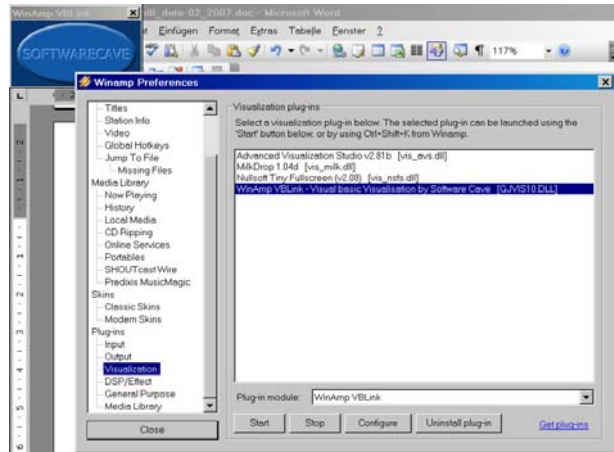 WinAmp VBLink
ill_date-02_2007.doc - Microsoft Word
Einfügen Format Extras Tabelle Fenster 2
117%
SOFTWARECAVE
Winamp Preferences
Titles
Station Info
Video
Global Hotkeys
Jump To File
Missing Files
Media Library
Now Playing
History
Local Media
CD Ripping
Online Services
Portables
SHOUTcast Wire
Predixis MusicMagic
Skins
Classic Skins
Modern Skins
Plug-ins
Input
Output
Visualization
DSP/Effect
General Purpose
Media Library
Close
Visualization plug-ins
Select a visualization plug-in below. The selected plug-in can be launched using the
'Start' button below, or by using Ctrl+Shift+K from Winamp.
Advanced Visualization Studio v2.81b [vis_avs.dll]
MilkDrop 1.04d [vis_milk.dll]
Nullsoft Tiny Fullscreen (v2.08) [vis_nsfs.dll]
WinAmp VBLink - Visual basic Visualisation by Software Cave [GJVIS10.DLL]
Plug-in module: WinAmp VBLink
Start Stop Configure Uninstall plug-in Get plug-ins